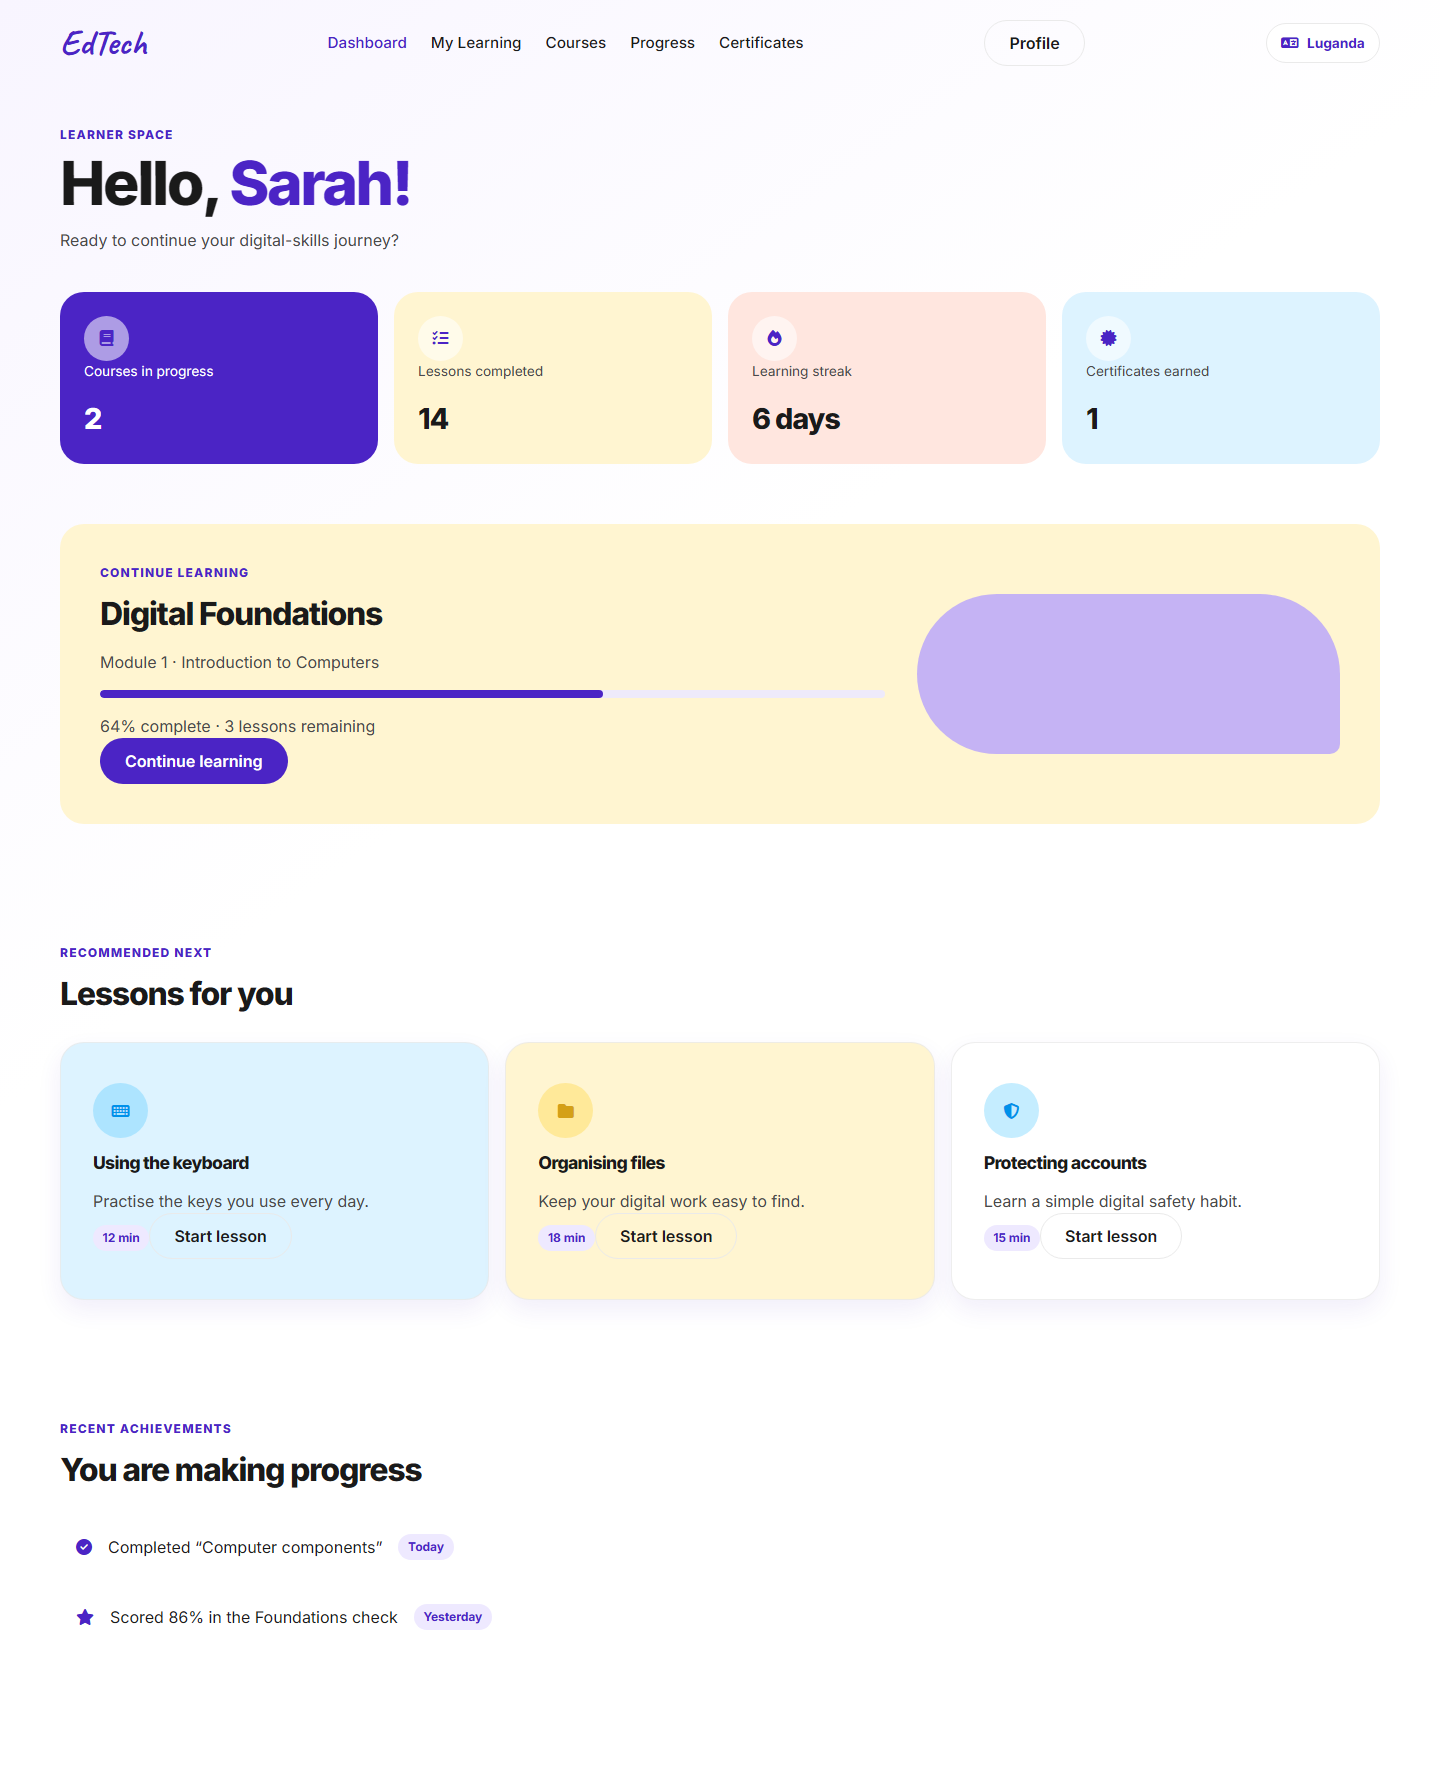 EdTech
Dashboard
My Learning
Courses
Progress
Certificates
Profile
Luganda
LEARNER SPACE
Hello, Sarah!
Ready to continue your digital-skills journey?
Courses in progress
2
Lessons completed
14
Learning streak
6 days
Certificates earned
1
CONTINUE LEARNING
Digital Foundations
Module 1 · Introduction to Computers
64% complete · 3 lessons remaining
Continue learning
RECOMMENDED NEXT
Lessons for you
Using the keyboard
Practise the keys you use every day.
12 min
Start lesson
Organising files
Keep your digital work easy to find.
18 min
Start lesson
Protecting accounts
Learn a simple digital safety habit.
15 min
Start lesson
RECENT ACHIEVEMENTS
You are making progress
Completed “Computer components”
Today
Scored 86% in the Foundations check
Yesterday